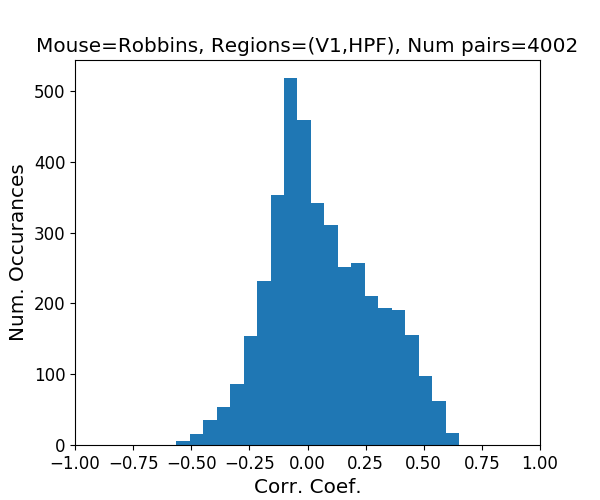 Mouse=Robbins, Regions=(V1,HPF), Num pairs=4002
500
400
300
200
100
0
Num. Occurances
−1.00 −0.75 −0.50 −0.25 0.00 0.25 0.50 0.75 1.00
Corr. Coef.